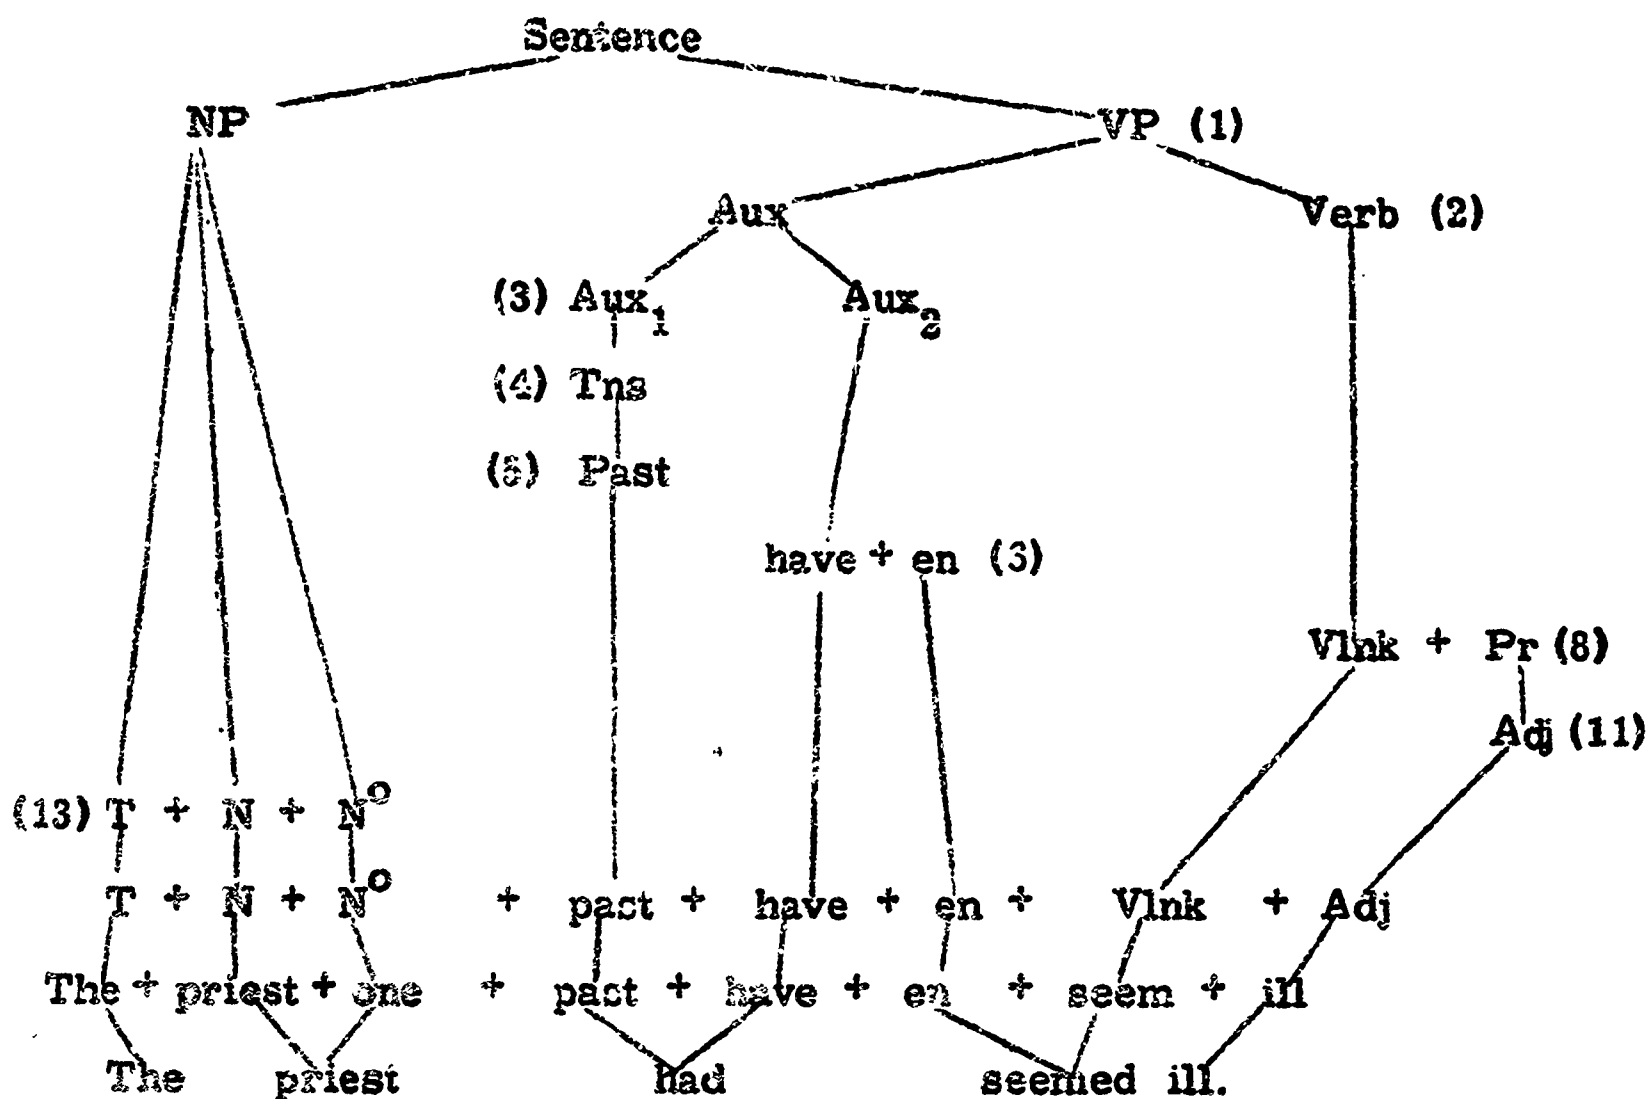 Sentence
NP VP (1)
Aux Verb (2)
(3) Aux₁ Aux₂
(4) Tns
(5) Past
have + en (3)
Vlnk + Pr (8)
Adj (11)
(13) T + N + Nº
T + N + Nº + past + have + en + Vlnk + Adj
The + priest + one + past + have + en + seem + ill
The priest had seemed ill.